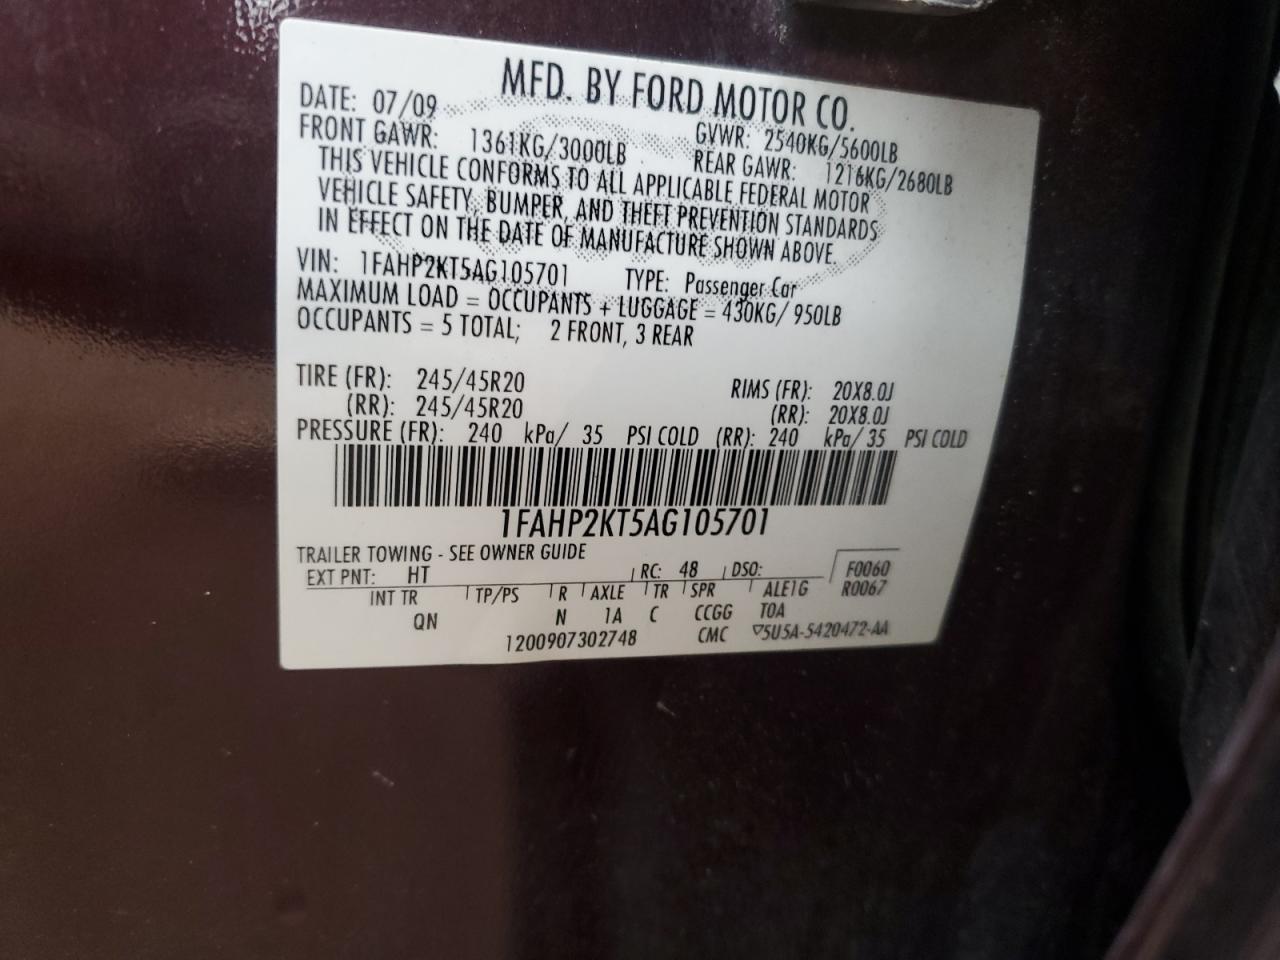 MFD. BY FORD MOTOR CO.
DATE: 07/09
GVWR: 2540KG/5600LB
FRONT GAWR: 1361KG/3000LB REAR GAWR: 1216KG/2680LB
THIS VEHICLE CONFORMS TO ALL APPLICABLE FEDERAL MOTOR
VEHICLE SAFETY, BUMPER, AND THEFT PREVENTION STANDARDS
IN EFFECT ON THE DATE OF MANUFACTURE SHOWN ABOVE.
VIN: 1FAHP2KT5AG105701 TYPE: Passenger Car
MAXIMUM LOAD = OCCUPANTS + LUGGAGE = 430KG/ 950LB
OCCUPANTS = 5 TOTAL; 2 FRONT, 3 REAR
TIRE (FR): 245/45R20 RIMS (FR): 20X8.0J
(RR): 245/45R20 (RR): 20X8.0J
PRESSURE (FR): 240 kPa/ 35 PSI COLD (RR): 240 kPa/ 35 PSI COLD
1FAHP2KT5AG105701
TRAILER TOWING - SEE OWNER GUIDE
EXT PNT: HT RC: 48 DSO: F0060
INT TR TP/PS R AXLE TR SPR ALE1G R0067
QN N 1A C CCGG TOA
1200907302748 CMC ▽5U5A-5420472-AA